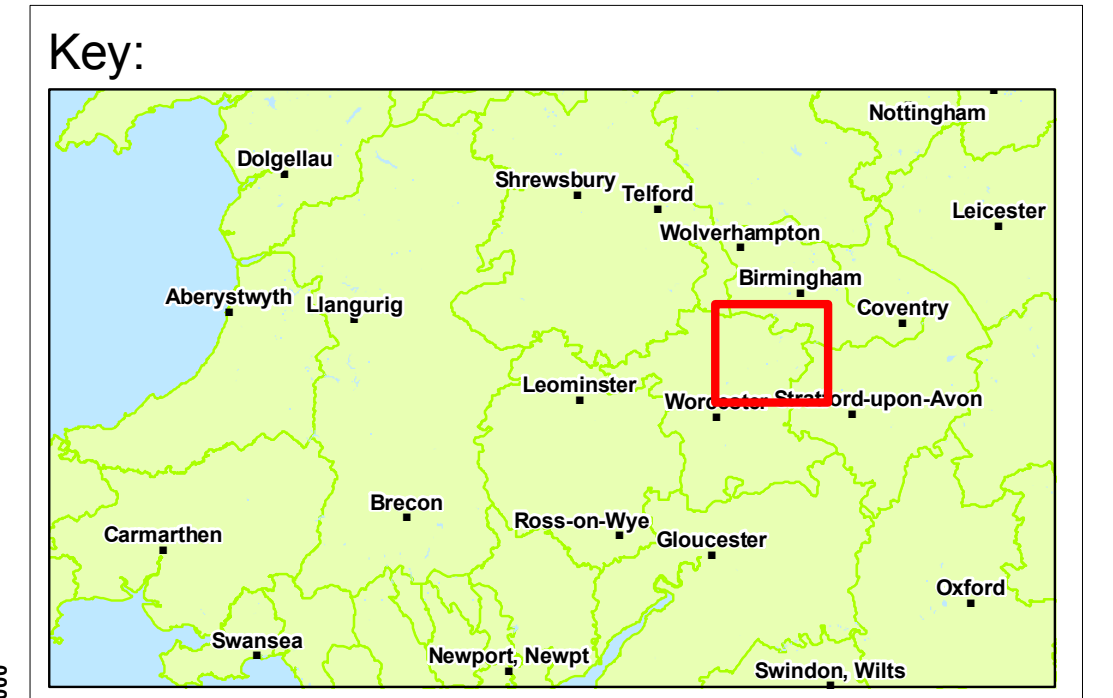 Key:
Nottingham
Dolgellau
Shrewsbury
Telford
Leicester
Wolverhampton
Birmingham
Aberystwyth
Llangurig
Coventry
Leominster
Worcester
Stratford-upon-Avon
Brecon
Ross-on-Wye
Carmarthen
Gloucester
Oxford
Swansea
Newport, Newpt
Swindon, Wilts